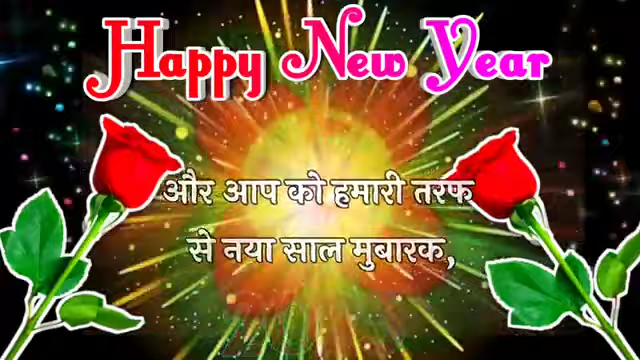 Happy New Year
और आप को हमारी तरफ
से नया साल मुबारक,